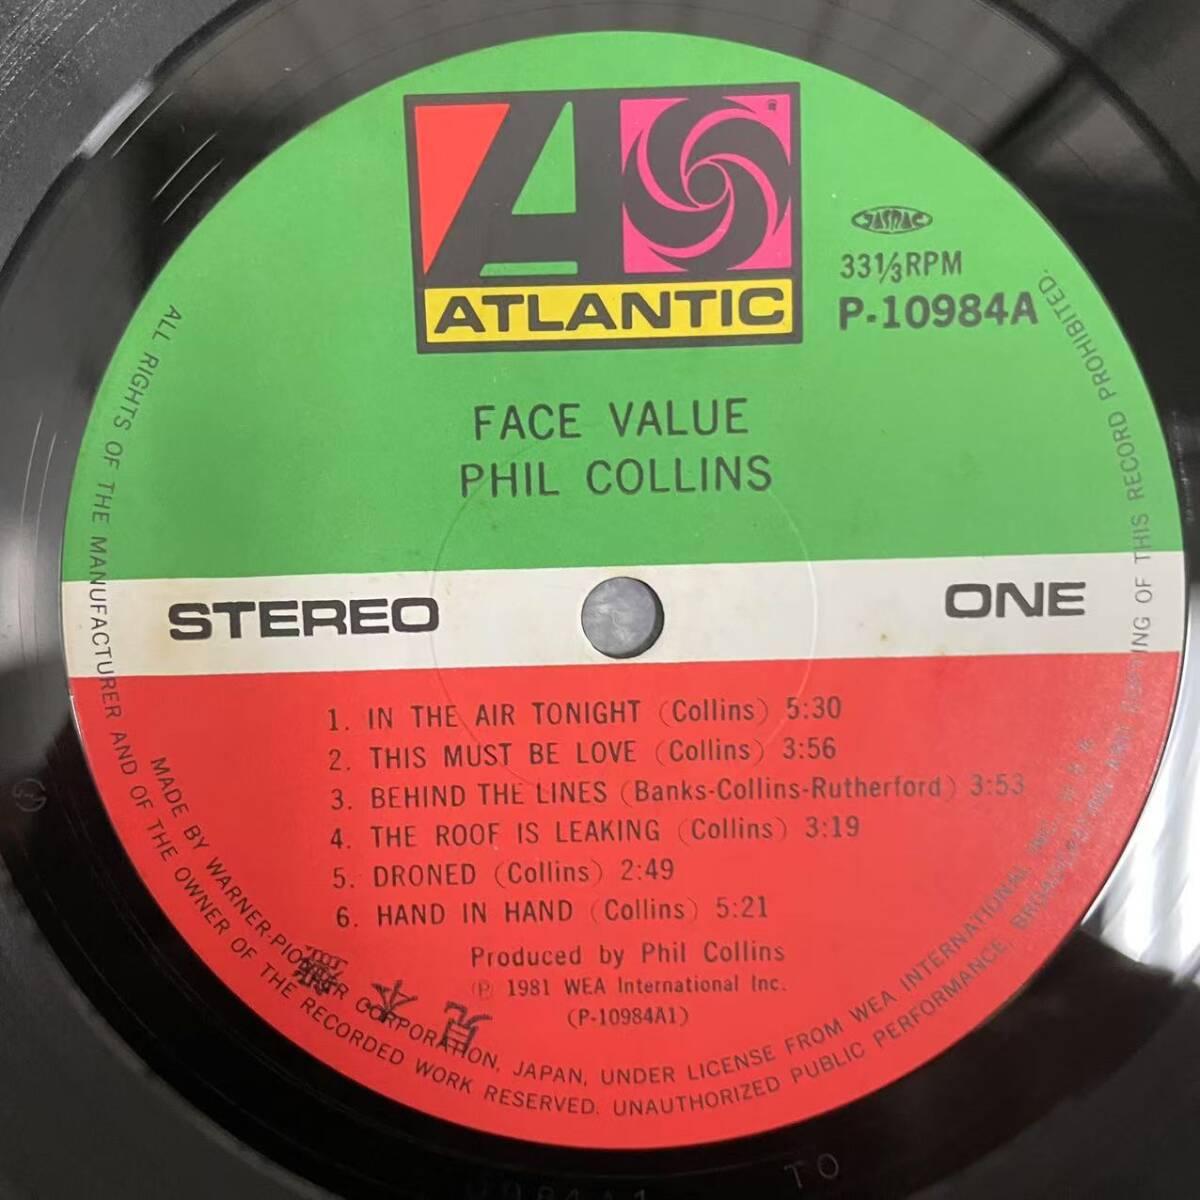 ATLANTIC
®
JASRAC
33⅓RPM
P-10984A
FACE VALUE
PHIL COLLINS
STEREO
ONE
1. IN THE AIR TONIGHT (Collins) 5:30
2. THIS MUST BE LOVE (Collins) 3:56
3. BEHIND THE LINES (Banks-Collins-Rutherford) 3:53
4. THE ROOF IS LEAKING (Collins) 3:19
5. DRONED (Collins) 2:49
6. HAND IN HAND (Collins) 5:21
Produced by Phil Collins
Ⓟ 1981 WEA International Inc.
(P-10984A1)
MADE BY WARNER-PIONEER CORPORATION, JAPAN, UNDER LICENSE FROM WEA INTERNATIONAL INC., U.S.A.
ALL RIGHTS OF THE MANUFACTURER AND OF THE OWNER OF THE RECORDED WORK RESERVED. UNAUTHORIZED PUBLIC PERFORMANCE, BROADCASTING AND COPYING OF THIS RECORD PROHIBITED.
TO